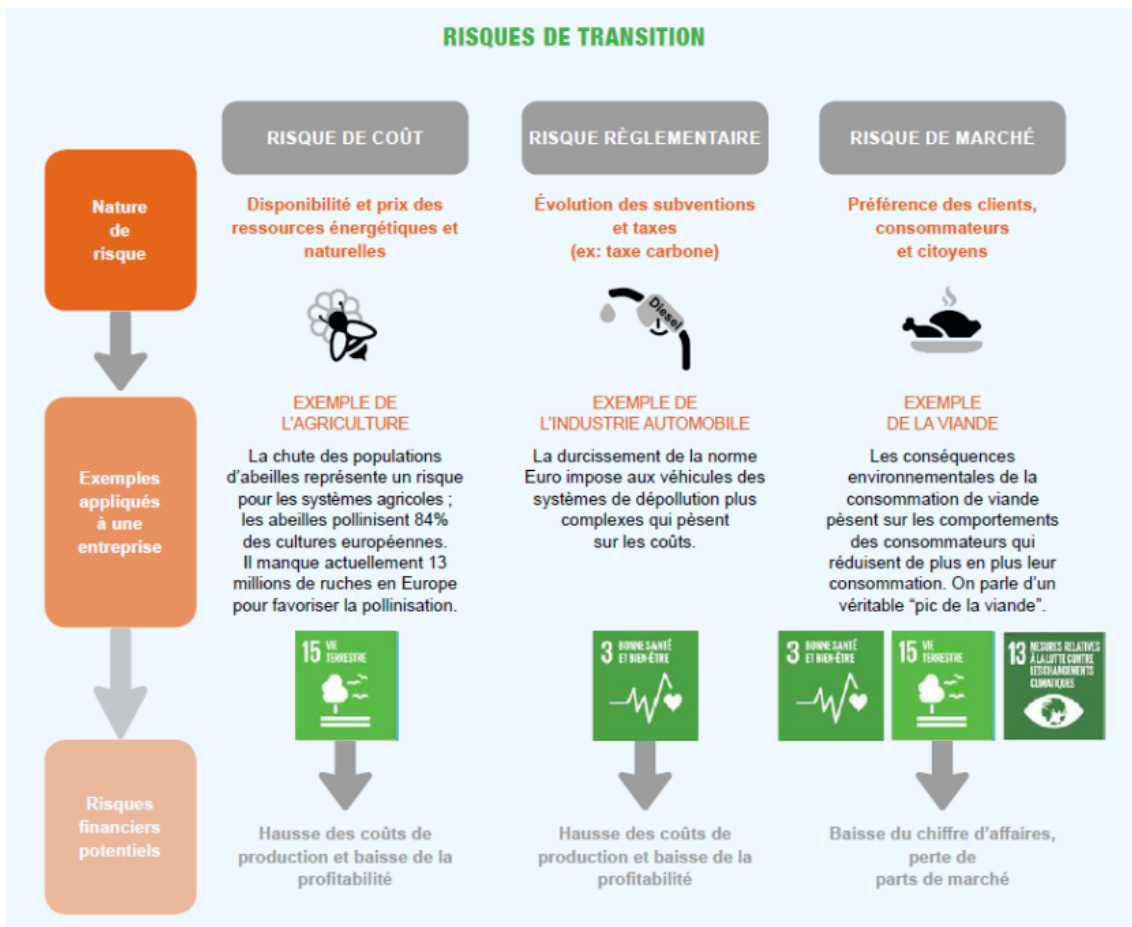 RISQUES DE TRANSITION
RISQUE DE COÛT
RISQUE RÈGLEMENTAIRE
RISQUE DE MARCHÉ
Nature
de
risque
Disponibilité et prix des
ressources énergétiques et
naturelles
Évolution des subventions
et taxes
(ex: taxe carbone)
Préférence des clients,
consommateurs
et citoyens
Diesel
Exemples
appliqués
à une
entreprise
EXEMPLE DE
L'AGRICULTURE
La chute des populations
d'abeilles représente un risque
pour les systèmes agricoles ;
les abeilles pollinisent 84%
des cultures européennes.
Il manque actuellement 13
millions de ruches en Europe
pour favoriser la pollinisation.
EXEMPLE DE
L'INDUSTRIE AUTOMOBILE
La durcissement de la norme
Euro impose aux véhicules des
systèmes de dépollution plus
complexes qui pèsent
sur les coûts.
EXEMPLE
DE LA VIANDE
Les conséquences
environnementales de la
consommation de viande
pèsent sur les comportements
des consommateurs qui
réduisent de plus en plus leur
consommation. On parle d'un
véritable "pic de la viande".
15 VIE
TERRESTRE
3 BONNE SANTÉ
ET BIEN-ÊTRE
3 BONNE SANTÉ
ET BIEN-ÊTRE
15 VIE
TERRESTRE
13 MESURES RELATIVES
À LA LUTTE CONTRE
LES CHANGEMENTS
CLIMATIQUES
Risques
financiers
potentiels
Hausse des coûts de
production et baisse de la
profitabilité
Hausse des coûts de
production et baisse de la
profitabilité
Baisse du chiffre d'affaires,
perte de
parts de marché